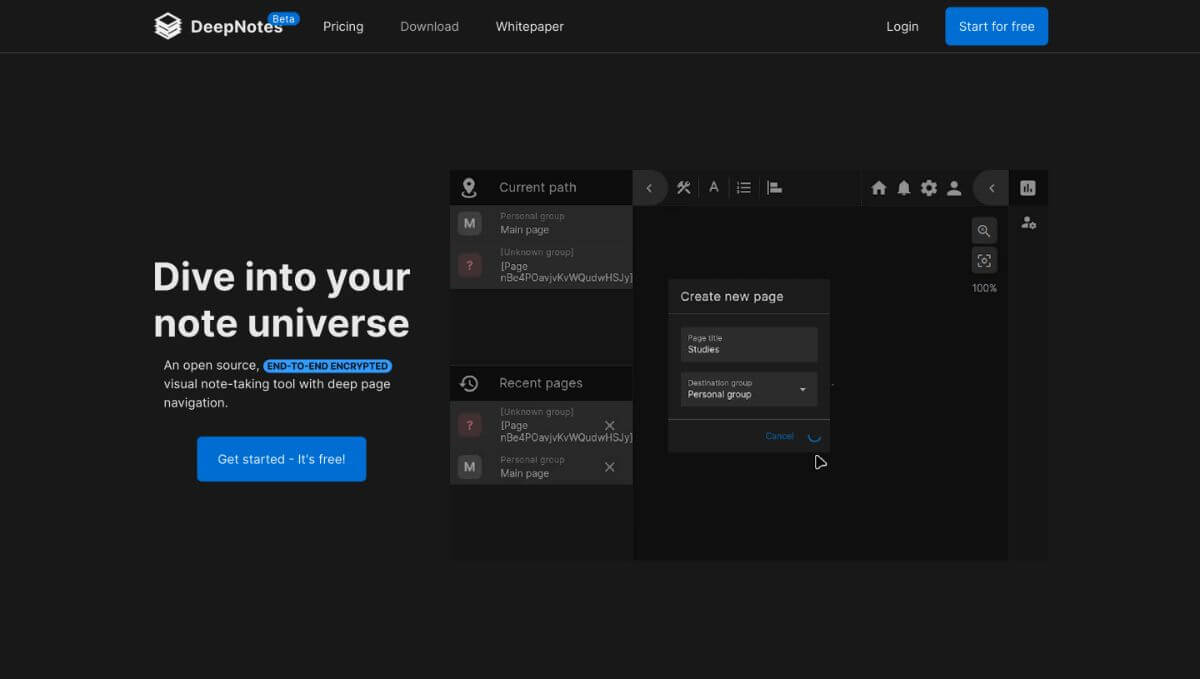 DeepNotes Beta Pricing Download Whitepaper Login Start for free
Dive into your
note universe
An open source, END-TO-END ENCRYPTED
visual note-taking tool with deep page
navigation.
Get started - It's free!
Current path
M Personal group
Main page
[Unknown group]
? [Page
nBe4POavjvKvWQudwHSJy]
Recent pages
[Unknown group]
? [Page
nBe4POavjvKvWQudwHSJy]
M Personal group
Main page
A
100%
Create new page
Page title
Studies
Destination group
Personal group
Cancel